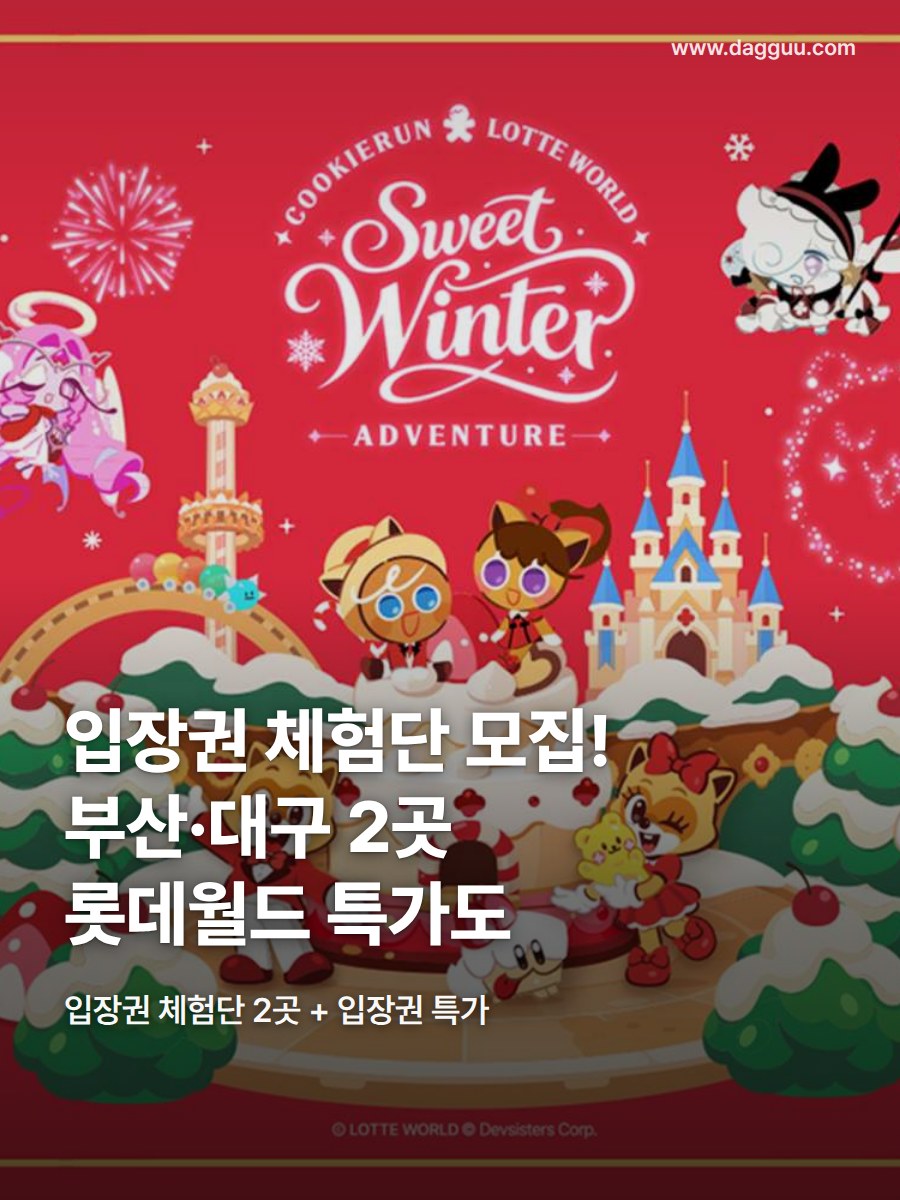 www.dagguu.com
COOKIERUN LOTTE WORLD
Sweet
Winter
ADVENTURE
입장권 체험단 모집!
부산·대구 2곳
롯데월드 특가도
입장권 체험단 2곳 + 입장권 특가
© LOTTE WORLD © Devsisters Corp.